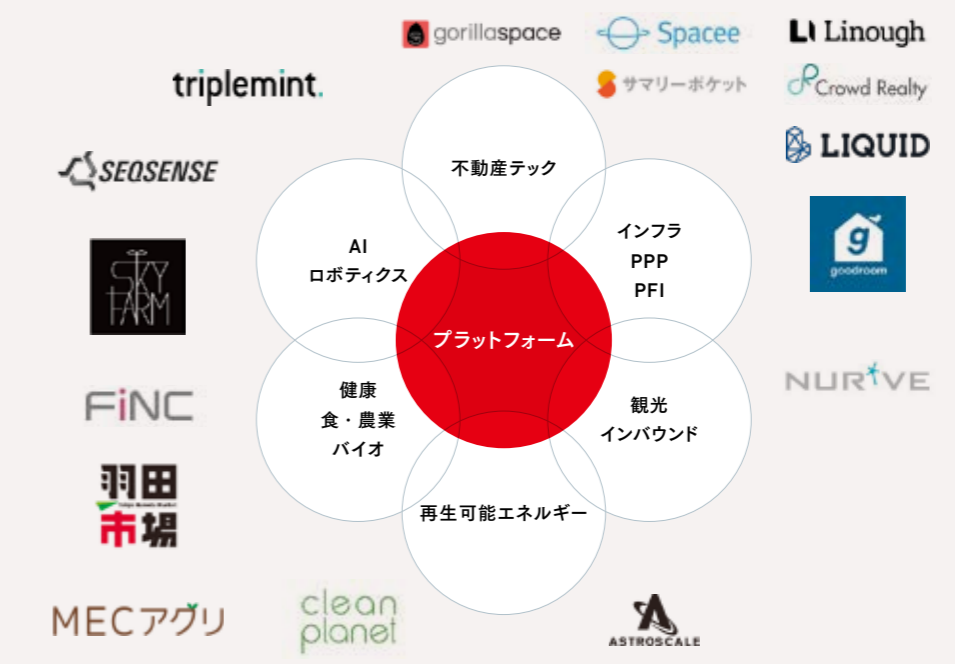 gorillaspace
Spacee
Linough
triplemint.
サマリーポケット
Crowd Realty
LIQUID
SEQSENSE
不動産テック
g
goodroom
AI
ロボティクス
インフラ
PPP
PFI
SKY
FARM
プラットフォーム
FiNC
健康
食・農業
バイオ
観光
インバウンド
NURVE
羽田
市場
再生可能エネルギー
MECアグリ
clean
planet
ASTROSCALE